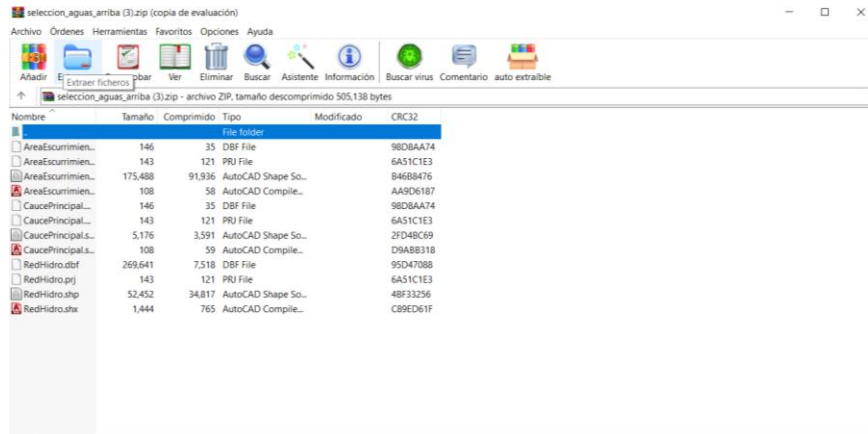 seleccion_aguas_arriba (3).zip (copia de evaluación)
Archivo Órdenes Herramientas Favoritos Opciones Ayuda
Añadir E bar Ver Eliminar Buscar Asistente Información Buscar virus Comentario auto extraíble
Extraer ficheros
seleccion_aguas_arriba (3).zip - archivo ZIP, tamaño descomprimido 505,138 bytes
Nombre Tamaño Comprimido Tipo Modificado CRC32
.. File folder
AreaEscurrimien... 146 35 DBF File 98D8AA74
AreaEscurrimien... 143 121 PRJ File 6A51C1E3
AreaEscurrimien... 175,488 91,936 AutoCAD Shape So... B46B8476
AreaEscurrimien... 108 58 AutoCAD Compile... AA9D6187
CaucePrincipal.... 146 35 DBF File 98D8AA74
CaucePrincipal.... 143 121 PRJ File 6A51C1E3
CaucePrincipal.s... 5,176 3,591 AutoCAD Shape So... 2FD4BC69
CaucePrincipal.s... 108 59 AutoCAD Compile... D9ABB318
RedHidro.dbf 269,641 7,518 DBF File 95D47088
RedHidro.prj 143 121 PRJ File 6A51C1E3
RedHidro.shp 52,452 34,817 AutoCAD Shape So... 4BF33256
RedHidro.shx 1,444 765 AutoCAD Compile... C89ED61F